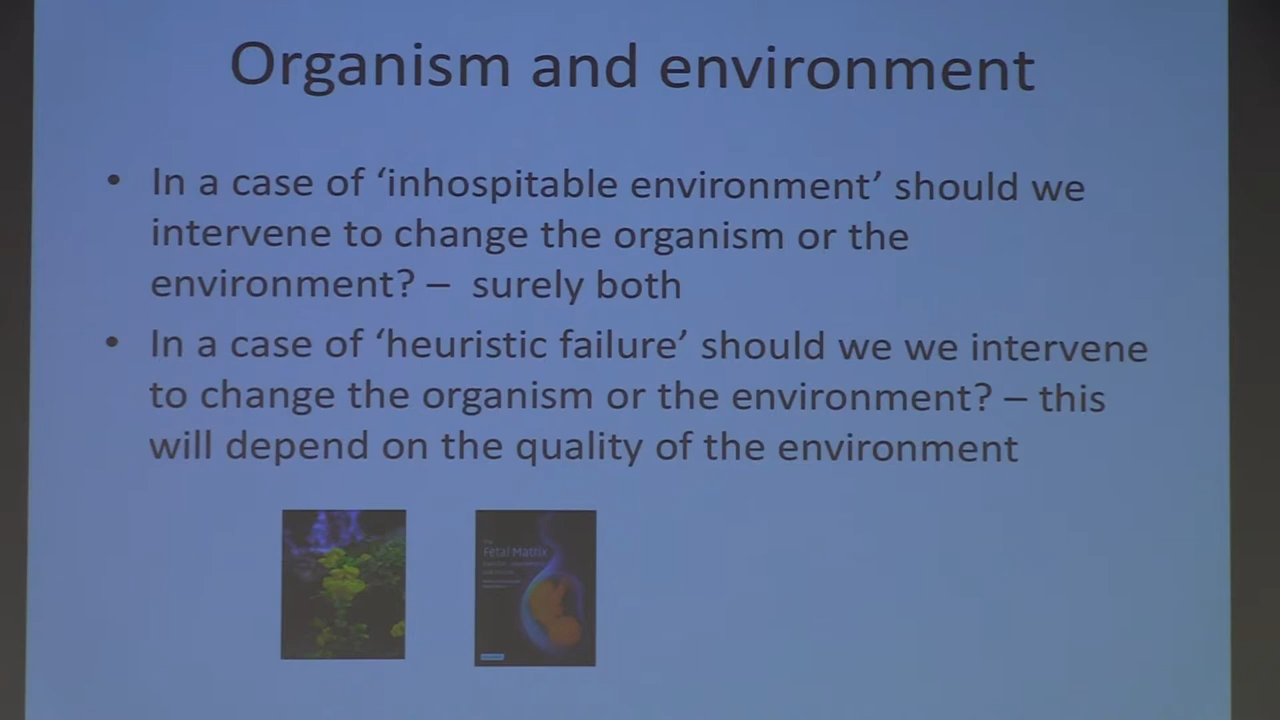 Organism and environment
• In a case of ‘inhospitable environment’ should we
intervene to change the organism or the
environment? – surely both
• In a case of ‘heuristic failure’ should we we intervene
to change the organism or the environment? – this
will depend on the quality of the environment
The
Fetal Matrix